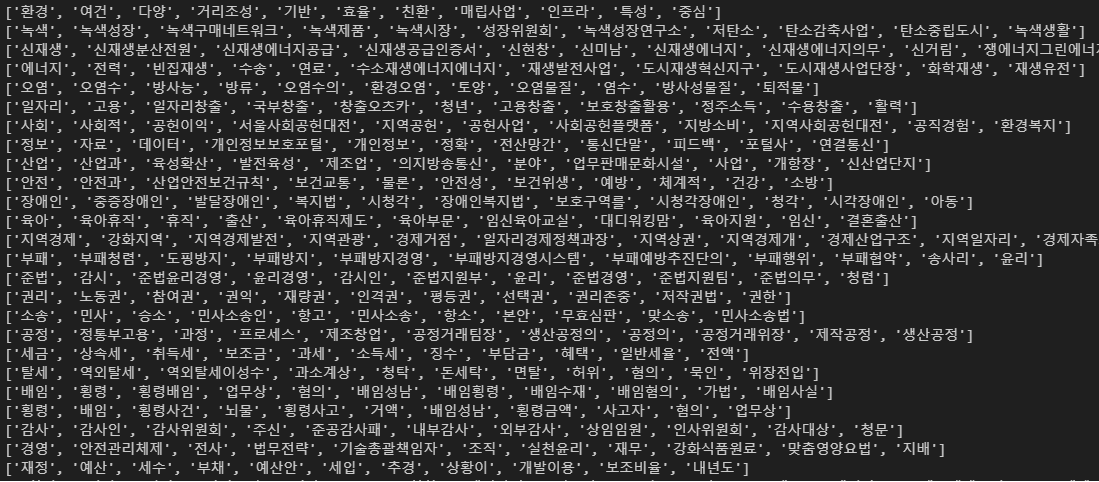 ['환경', '여건', '다양', '거리조성', '기반', '효율', '친환', '매립사업', '인프라', '특성', '중심']
['녹색', '녹색성장', '녹색구매네트워크', '녹색제품', '녹색시장', '성장위원회', '녹색성장연구소', '저탄소', '탄소감축사업', '탄소중립도시', '녹색생활']
['신재생', '신재생분산전원', '신재생에너지공급', '신재생공급인증서', '신현창', '신미남', '신재생에너지', '신재생에너지의무', '신거림', '쟁에너지그린에너
['에너지', '전력', '빈집재생', '수송', '연료', '수소재생에너지에너지', '재생발전사업', '도시재생혁신지구', '도시재생사업단장', '화학재생', '재생유전']
['오염', '오염수', '방사능', '방류', '오염수의', '환경오염', '토양', '오염물질', '염수', '방사성물질', '퇴적물']
['일자리', '고용', '일자리창출', '국부창출', '창출오츠카', '청년', '고용창출', '보호창출활용', '정주소득', '수용창출', '활력']
['사회', '사회적', '공헌이익', '서울사회공헌대전', '지역공헌', '공헌사업', '사회공헌플랫폼', '지방소비', '지역사회공헌대전', '공직경험', '환경복지']
['정보', '자료', '데이터', '개인정보보호포털', '개인정보', '정확', '전산망간', '통신단말', '피드백', '포털사', '연결통신']
['산업', '산업과', '육성확산', '발전육성', '제조업', '의지방송통신', '분야', '업무판매문화시설', '사업', '개항장', '신산업단지']
['안전', '안전과', '산업안전보건규칙', '보건교통', '물론', '안전성', '보건위생', '예방', '체계적', '건강', '소방']
['장애인', '중증장애인', '발달장애인', '복지법', '시청각', '장애인복지법', '보호구역를', '시청각장애인', '청각', '시각장애인', '아동']
['육아', '육아휴직', '휴직', '출산', '육아휴직제도', '육아부문', '임신육아교실', '대디워킹맘', '육아지원', '임신', '결혼출산']
['지역경제', '강화지역', '지역경제발전', '지역관광', '경제거점', '일자리경제정책과장', '지역상권', '지역경제개', '경제산업구조', '지역일자리', '경제자족
['부패', '부패청렴', '도핑방지', '부패방지', '부패방지경영', '부패방지경영시스템', '부패예방추진단의', '부패행위', '부패협약', '송사리', '윤리']
['준법', '감시', '준법윤리경영', '윤리경영', '감시인', '준법지원부', '윤리', '준법경영', '준법지원팀', '준법의무', '청렴']
['권리', '노동권', '참여권', '권익', '재량권', '인격권', '평등권', '선택권', '권리존중', '저작권법', '권한']
['소송', '민사', '승소', '민사소송인', '항고', '민사소송', '항소', '본안', '무효심판', '맞소송', '민사소송법']
['공정', '정통부고용', '과정', '프로세스', '제조창업', '공정거래팀장', '생산공정의', '공정의', '공정거래위장', '제작공정', '생산공정']
['세금', '상속세', '취득세', '보조금', '과세', '소득세', '징수', '부담금', '혜택', '일반세율', '전액']
['탈세', '역외탈세', '역외탈세이성수', '과소계상', '청탁', '돈세탁', '면탈', '허위', '혐의', '묵인', '위장전입']
['배임', '횡령', '횡령배임', '업무상', '혐의', '배임성남', '배임횡령', '배임수재', '배임혐의', '가법', '배임사실']
['횡령', '배임', '횡령사건', '뇌물', '횡령사고', '거액', '배임성남', '횡령금액', '사고자', '혐의', '업무상']
['감사', '감사인', '감사위원회', '주신', '준공감사패', '내부감사', '외부감사', '상임임원', '인사위원회', '감사대상', '청문']
['경영', '안전관리체제', '전사', '법무전략', '기술총괄책임자', '조직', '실천윤리', '재무', '강화식품원료', '맞춤영양요법', '지배']
['재정', '예산', '세수', '부채', '예산안', '세입', '추경', '상황이', '개발이용', '보조비율', '내년도']